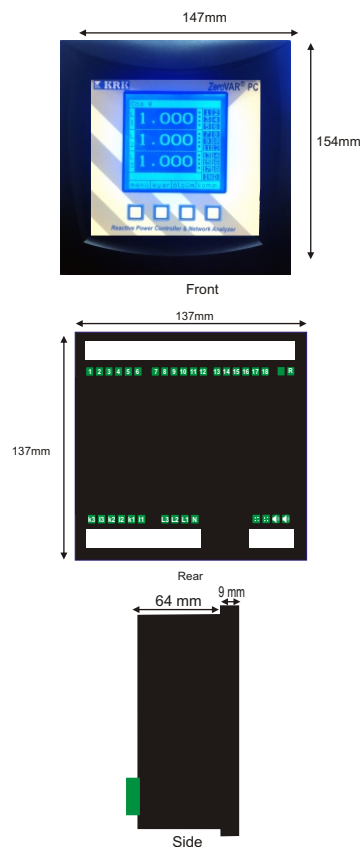 147mm
KRK ZeroVAR® PC
1.000
1.000
1.000
Reactive Power Controller & Network Analyzer
154mm
Front
137mm
1 2 3 4 5 6 7 8 9 10 11 12 13 14 15 16 17 18 R
137mm
k3 l3 k2 l2 k1 l1 L3 L2 L1 N
Rear
64 mm
9 mm
Side